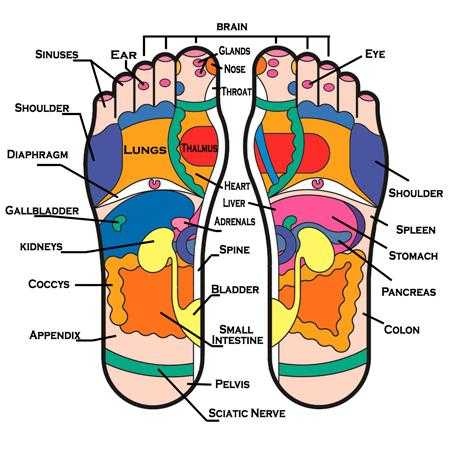 BRAIN
SINUSES
EAR
GLANDS
NOSE
EYE
THROAT
SHOULDER
LUNGS
THALMUS
DIAPHRAGM
HEART
SHOULDER
LIVER
GALLBLADDER
ADRENALS
SPLEEN
KIDNEYS
SPINE
STOMACH
COCCYS
BLADDER
PANCREAS
APPENDIX
SMALL
INTESTINE
COLON
PELVIS
SCIATIC NERVE